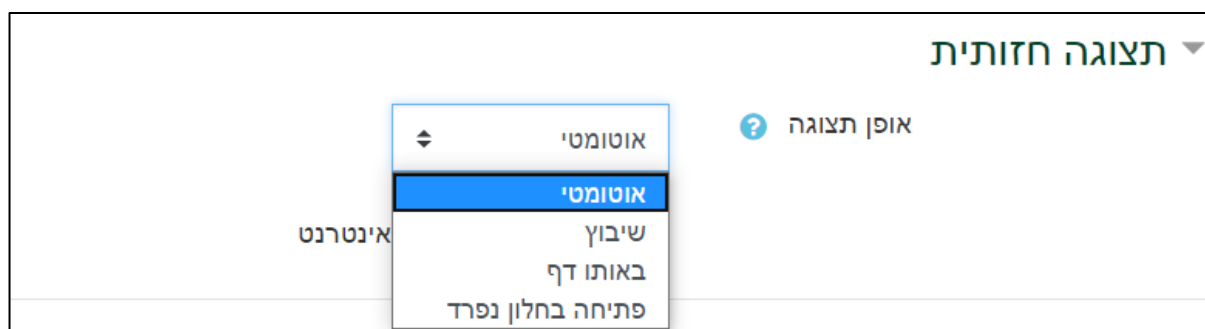 תצוגה חזותית
אופן תצוגה
אוטומטי
אוטומטי
שיבוץ
אינטרנט
באותו דף
פתיחה בחלון נפרד